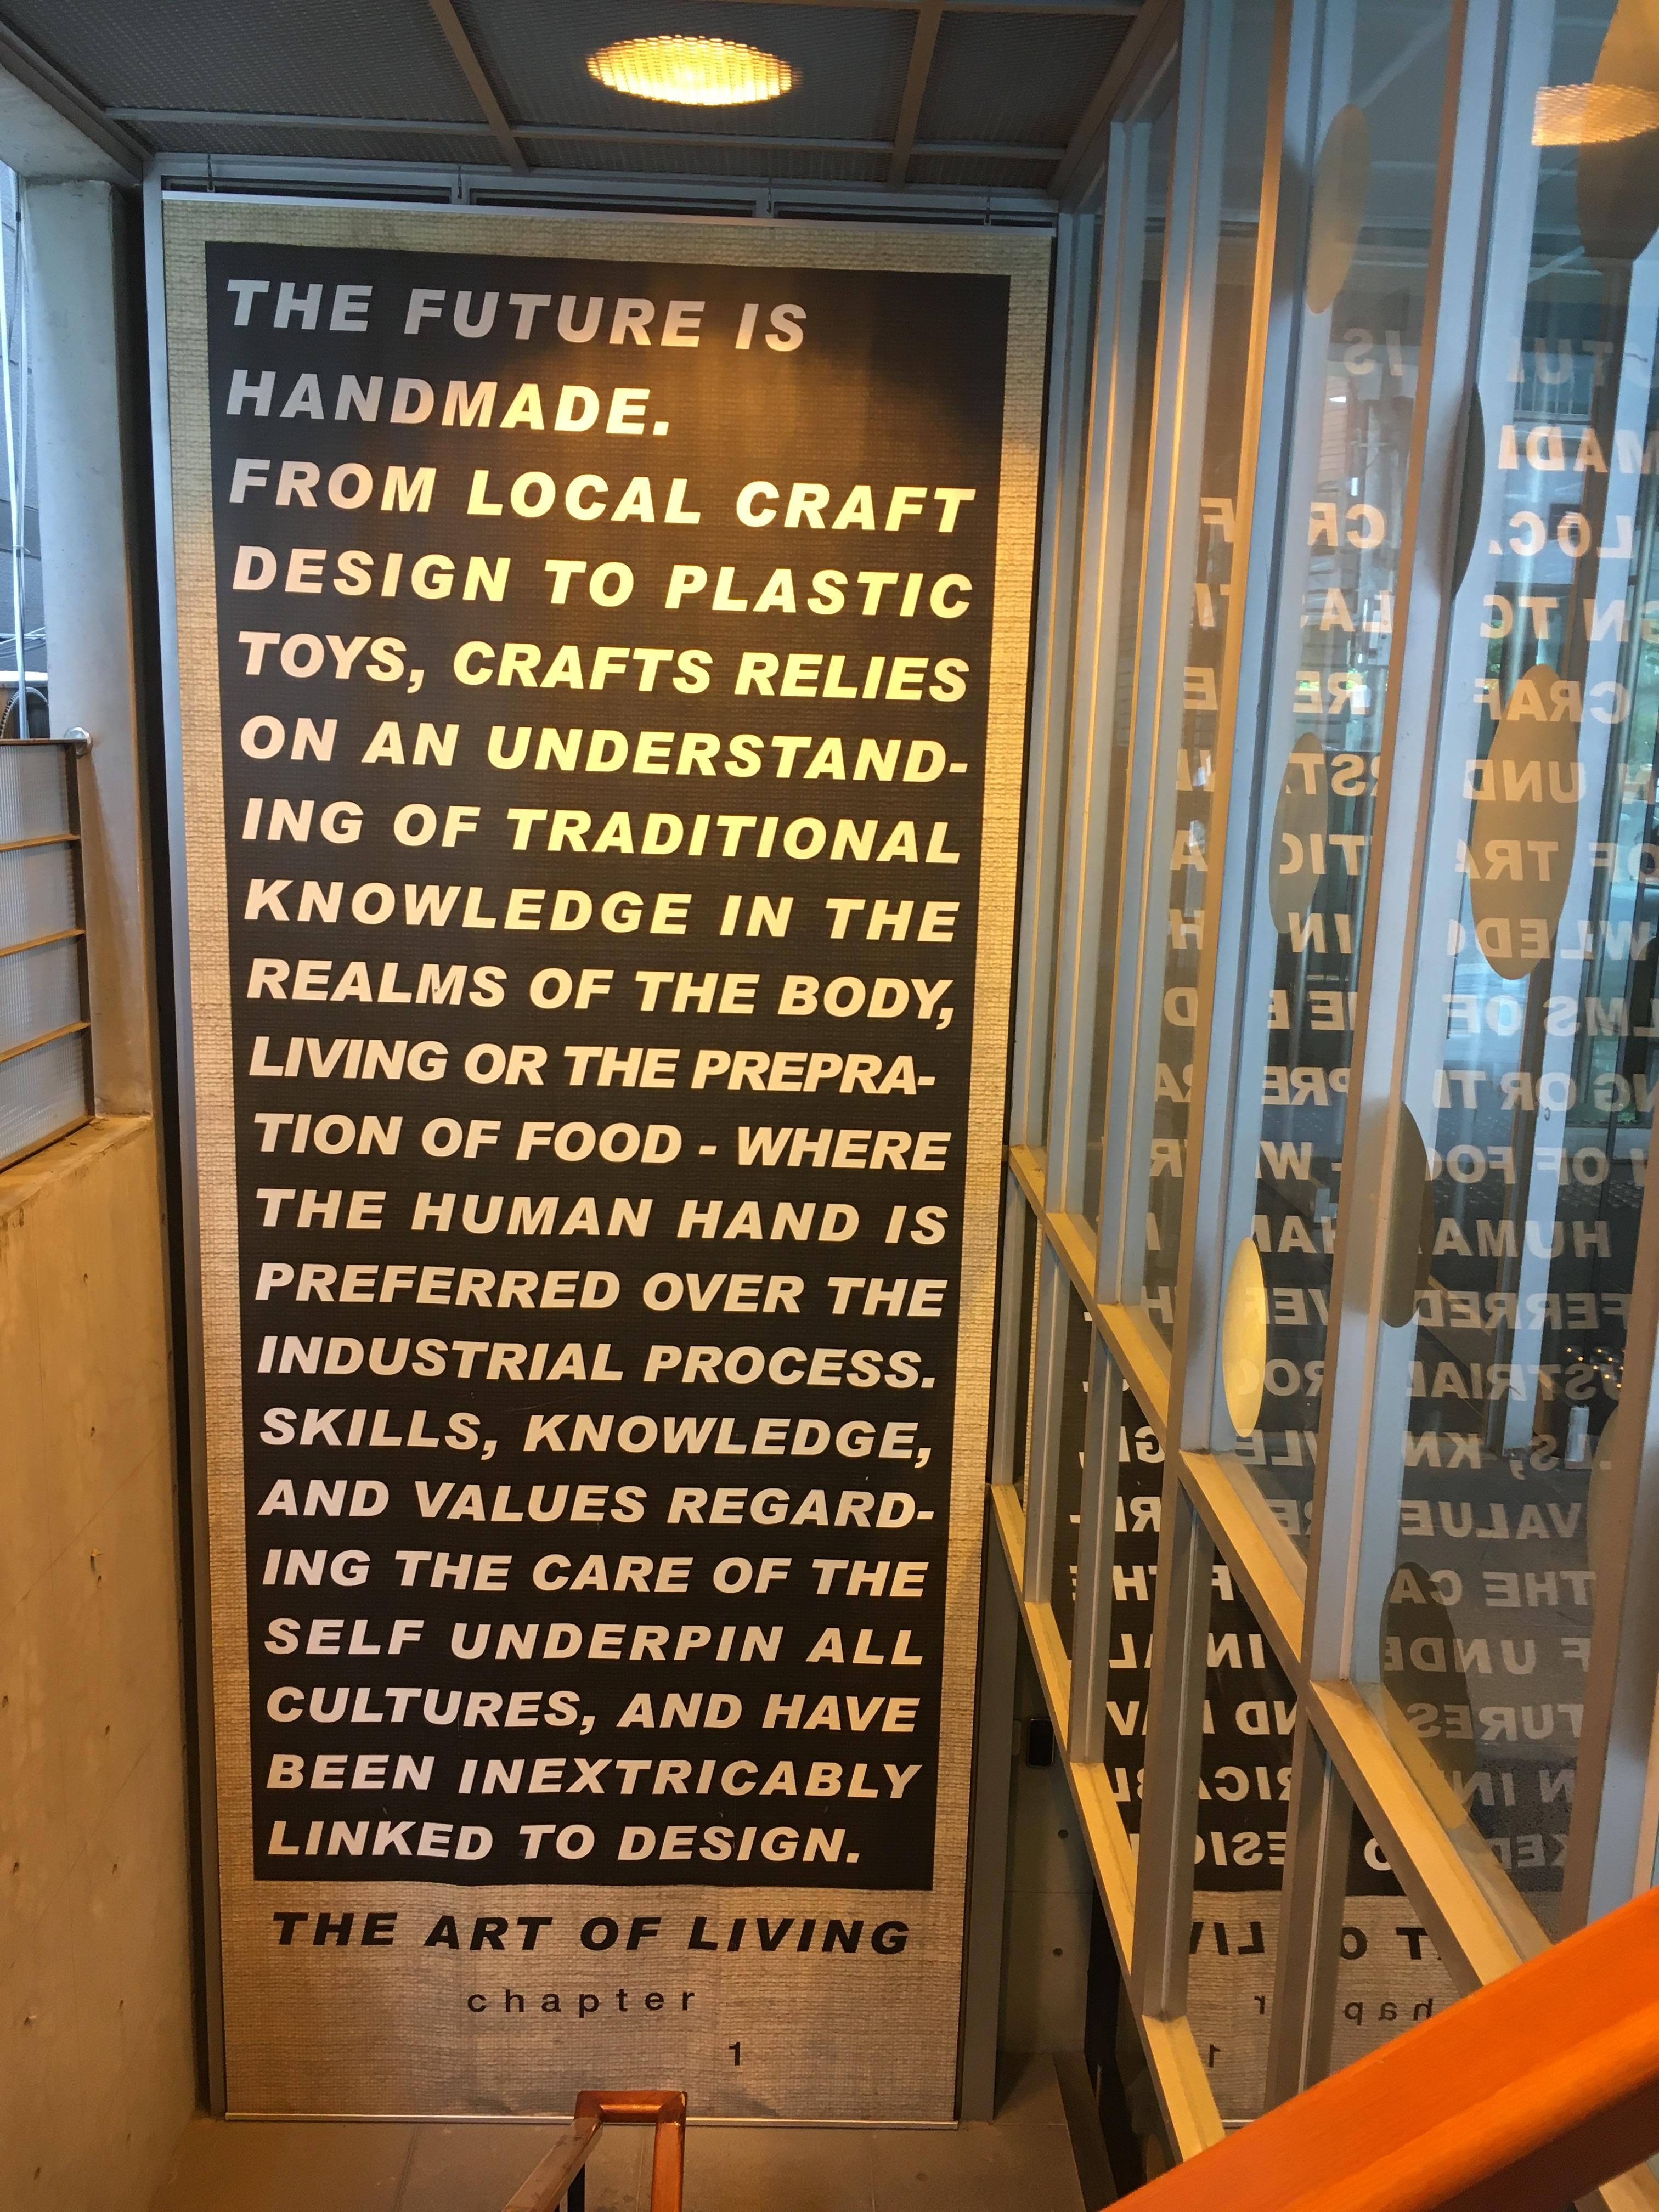 THE FUTURE IS
HANDMADE.
FROM LOCAL CRAFT
DESIGN TO PLASTIC
TOYS, CRAFTS RELIES
ON AN UNDERSTAND-
ING OF TRADITIONAL
KNOWLEDGE IN THE
REALMS OF THE BODY,
LIVING OR THE PREPRA-
TION OF FOOD - WHERE
THE HUMAN HAND IS
PREFERRED OVER THE
INDUSTRIAL PROCESS.
SKILLS, KNOWLEDGE,
AND VALUES REGARD-
ING THE CARE OF THE
SELF UNDERPIN ALL
CULTURES, AND HAVE
BEEN INEXTRICABLY
LINKED TO DESIGN.
THE ART OF LIVING
chapter
1